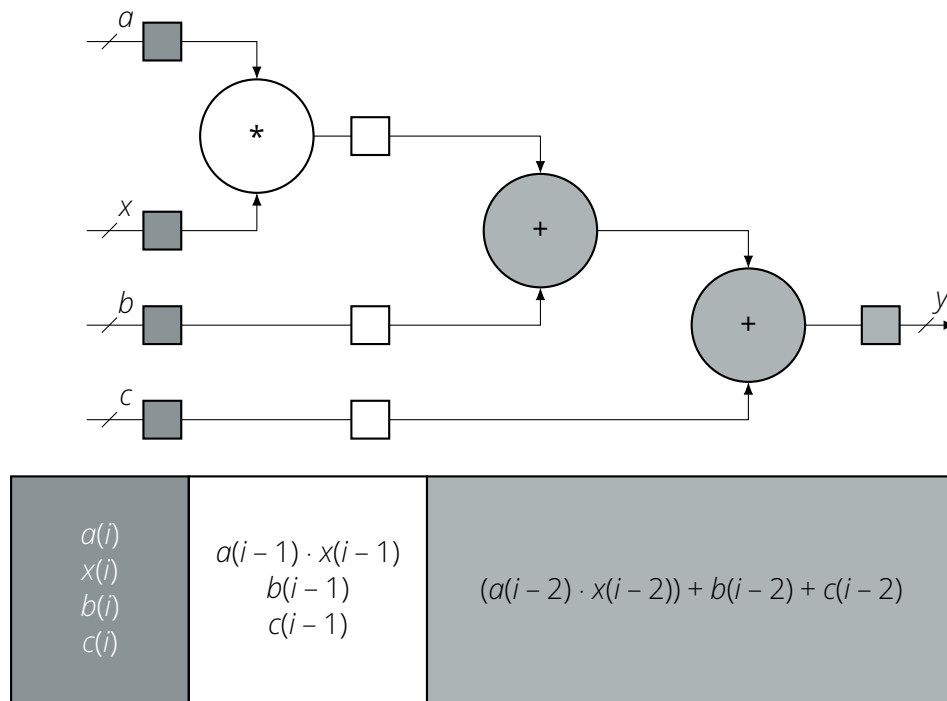 a
*
x
+
b
+
y
c
a(i)
x(i)
b(i)
c(i)
a(i – 1) · x(i – 1)
b(i – 1)
c(i – 1)
(a(i – 2) · x(i – 2)) + b(i – 2) + c(i – 2)